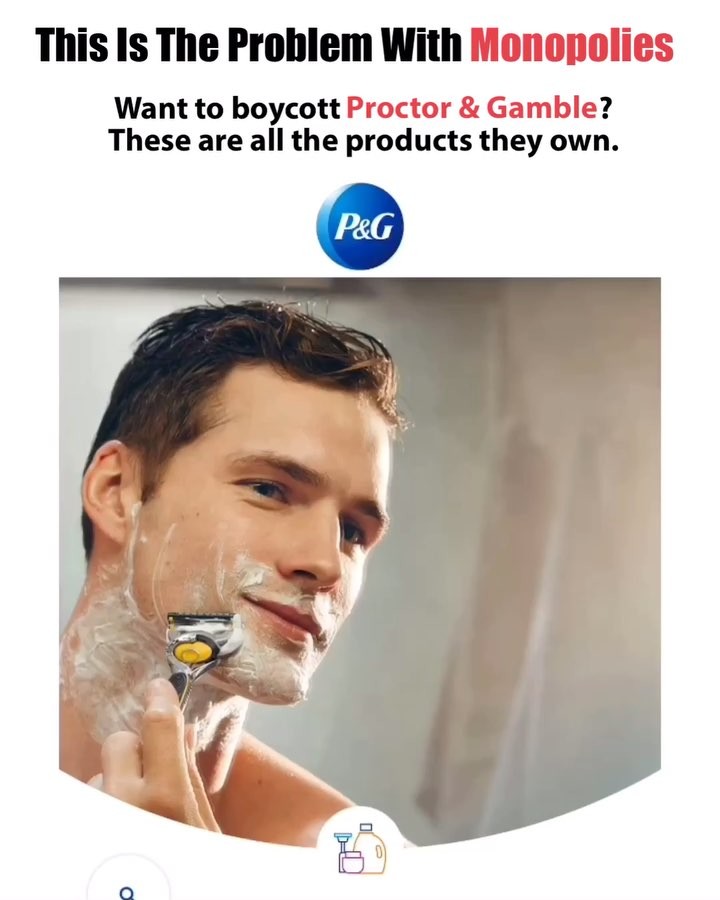 This Is The Problem With Monopolies
Want to boycott Proctor & Gamble?
These are all the products they own.
P&G